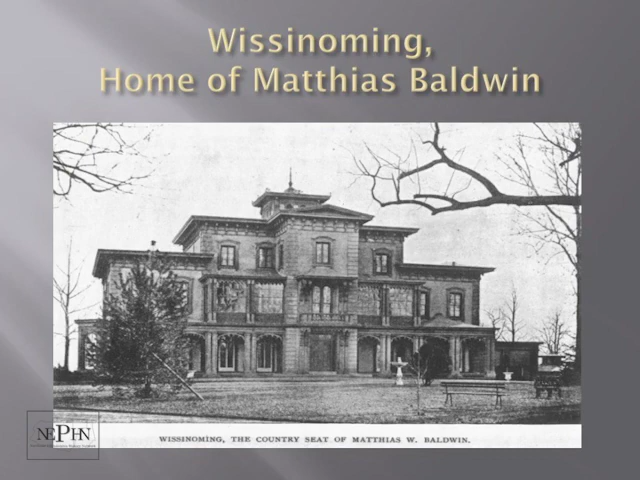 Wissinoming,
Home of Matthias Baldwin
WISSINOMING, THE COUNTRY SEAT OF MATTHIAS W. BALDWIN.
NEPHN